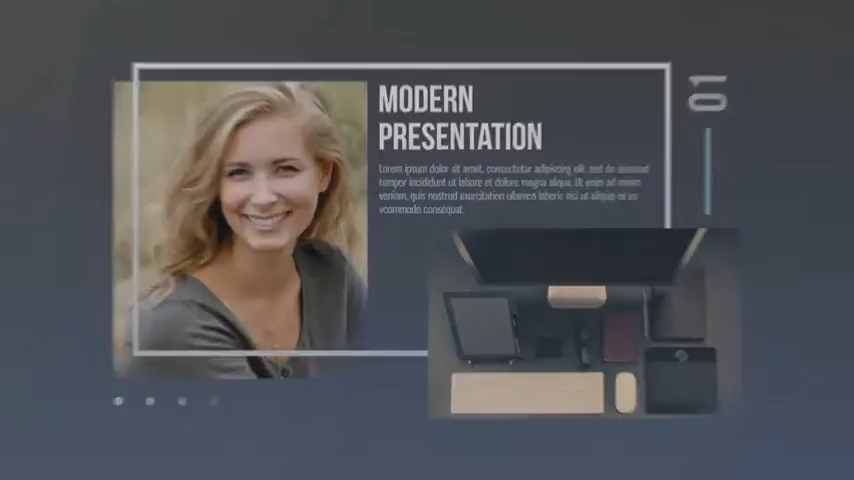 MODERN
PRESENTATION
Lorem ipsum dolor sit amet, consectetur adipiscing elit, sed do eiusmod
tempor incididunt ut labore et dolore magna aliqua. Ut enim ad minim
veniam, quis nostrud exercitation ullamco laboris nisi ut aliquip ex ea
vcommodo consequat.
01